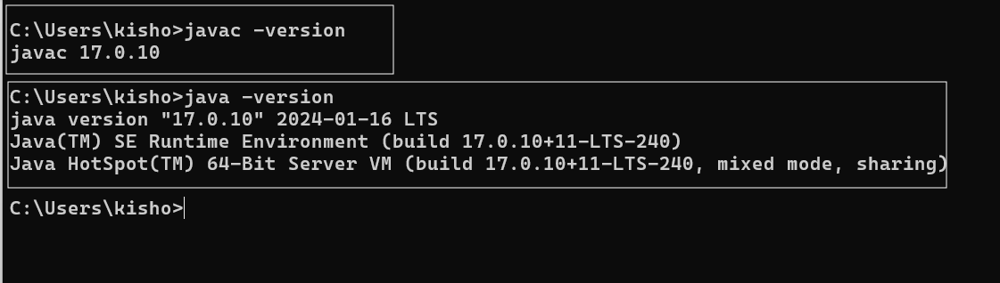 C:\Users\kisho>javac -version
javac 17.0.10
C:\Users\kisho>java -version
java version "17.0.10" 2024-01-16 LTS
Java(TM) SE Runtime Environment (build 17.0.10+11-LTS-240)
Java HotSpot(TM) 64-Bit Server VM (build 17.0.10+11-LTS-240, mixed mode, sharing)
C:\Users\kisho>